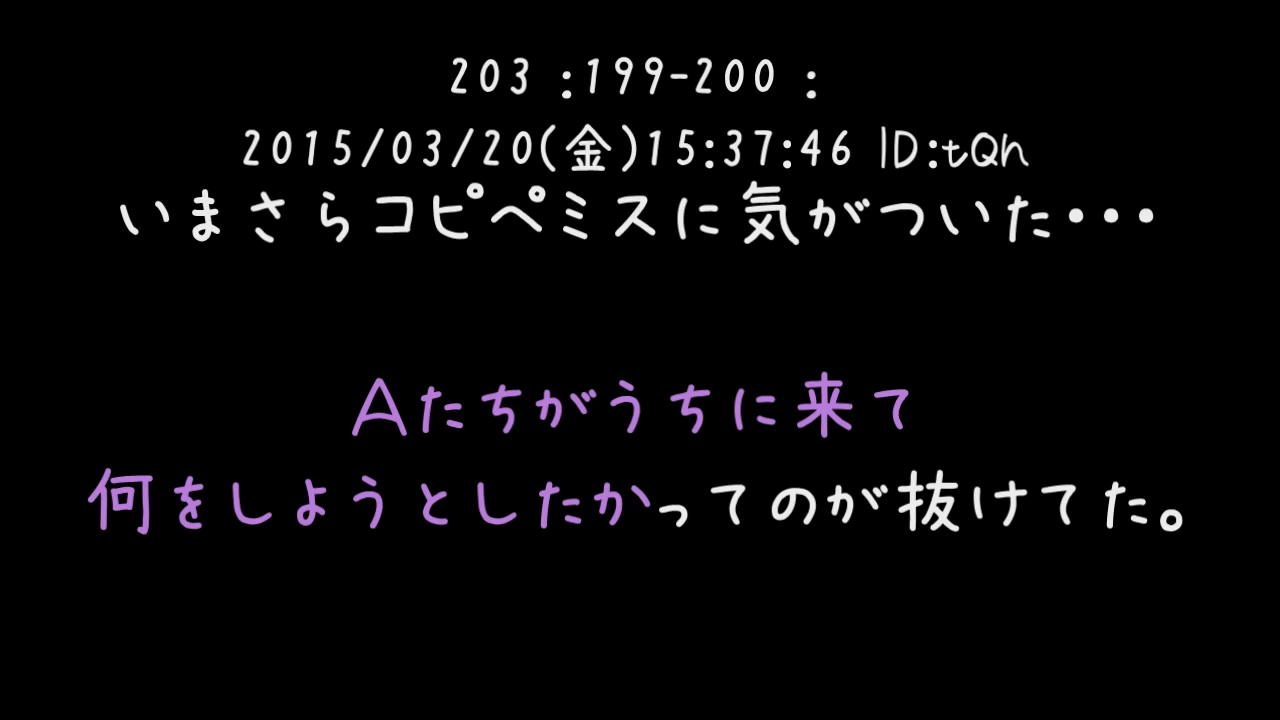 203 :199-200 :
2015/03/20(金)15:37:46 ID:tQh
いまさらコピペミスに気がついた・・・
Aたちがうちに来て
何をしようとしたかってのが抜けてた。